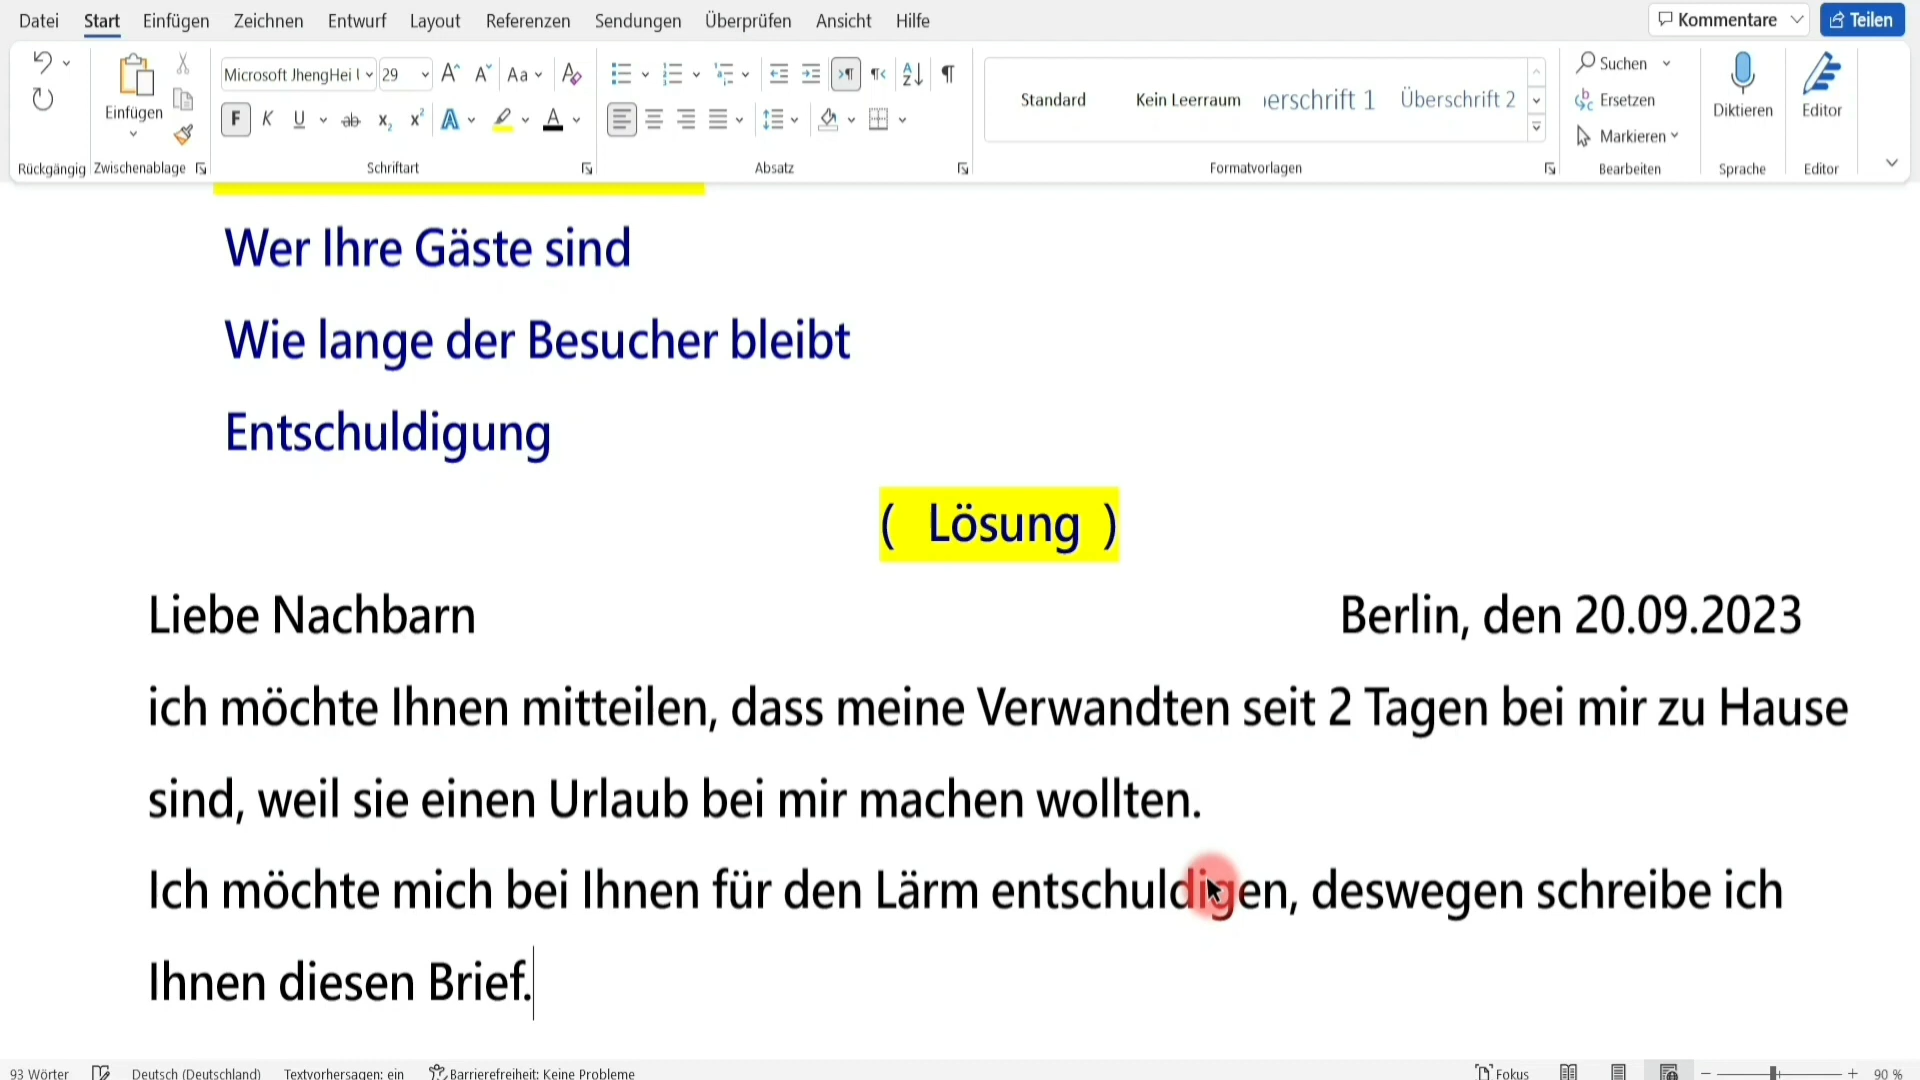 Datei Start Einfügen Zeichnen Entwurf Layout Referenzen Sendungen Überprüfen Ansicht Hilfe Kommentare Teilen
Microsoft JhengHei 29 Aa Suchen
Einfügen Standard Kein Leerraum erschrift 1 Überschrift 2 Ersetzen Diktieren Editor
F K U ab Markieren
Rückgängig Zwischenablage Schriftart Absatz Formatvorlagen Bearbeiten Sprache Editor
Wer Ihre Gäste sind
Wie lange der Besucher bleibt
Entschuldigung
( Lösung )
Liebe Nachbarn Berlin, den 20.09.2023
ich möchte Ihnen mitteilen, dass meine Verwandten seit 2 Tagen bei mir zu Hause
sind, weil sie einen Urlaub bei mir machen wollten.
Ich möchte mich bei Ihnen für den Lärm entschuldigen, deswegen schreibe ich
Ihnen diesen Brief.
93 Wörter Deutsch (Deutschland) Textvorhersagen: ein Barrierefreiheit: Keine Probleme Fokus 90 %